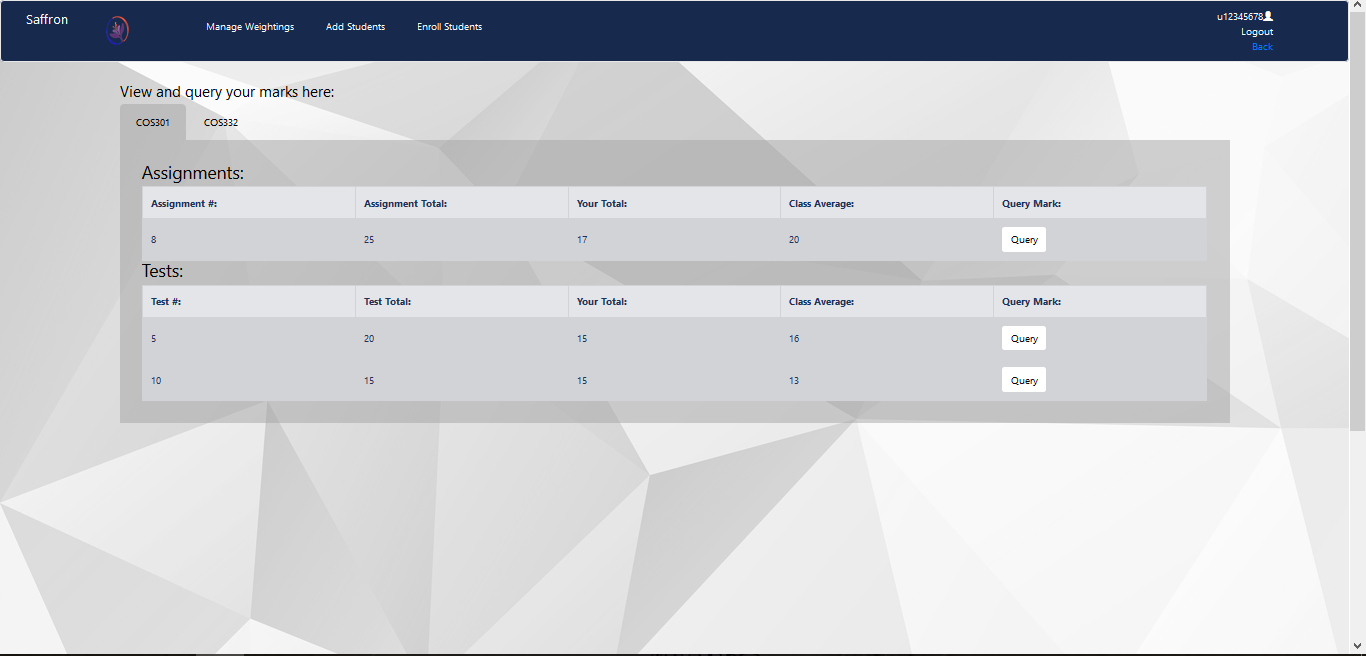 Saffron Manage Weightings Add Students Enroll Students u12345678
Logout
Back
View and query your marks here:
COS301 COS332
Assignments:
Assignment #: Assignment Total: Your Total: Class Average: Query Mark:
8 25 17 20 Query
Tests:
Test #: Test Total: Your Total: Class Average: Query Mark:
5 20 15 16 Query
10 15 15 13 Query